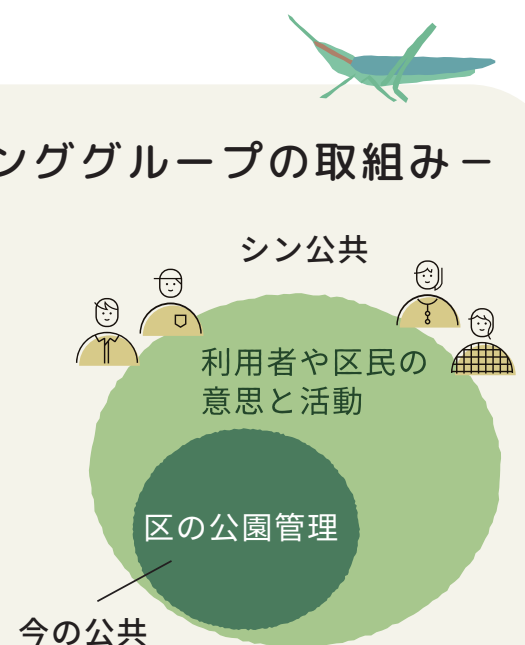 ンググループの取組み－
シン公共
利用者や区民の
意思と活動
区の公園管理
今の公共